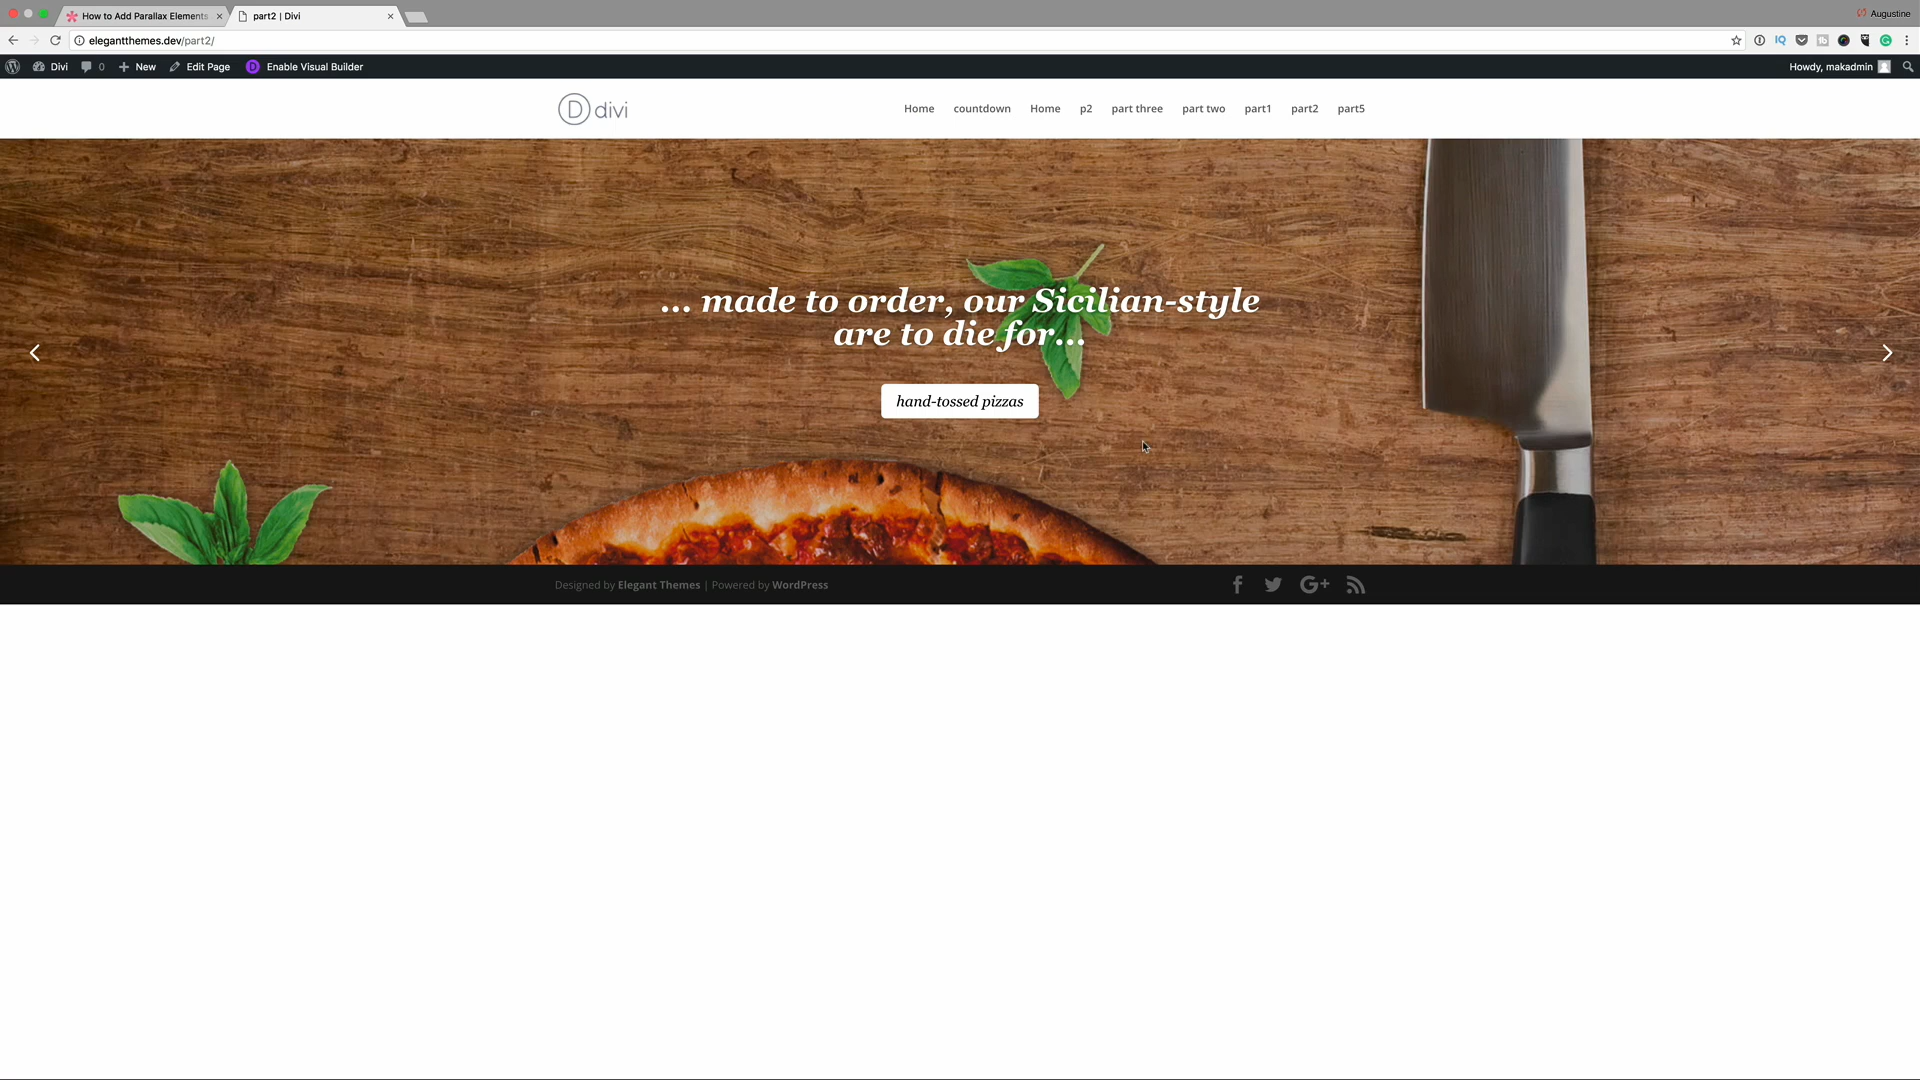 How to Add Parallax Elements
part2 | Divi
Augustine
elegantthemes.dev/part2/
Divi 0 New Edit Page D Enable Visual Builder
Howdy, makadmin
D divi
Home countdown Home p2 part three part two part1 part2 part5
... made to order, our Sicilian-style
are to die for...
hand-tossed pizzas
Designed by Elegant Themes | Powered by WordPress